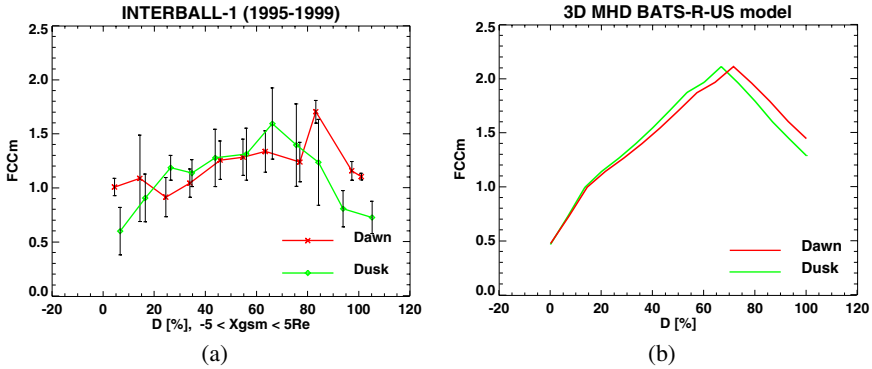 INTERBALL-1 (1995-1999)
2.5
2.0
1.5
1.0
0.5
0.0
FCCm
Dawn
Dusk
-20 0 20 40 60 80 100 120
D [%], -5 < Xgsm < 5Re
(a)
3D MHD BATS-R-US model
2.5
2.0
1.5
1.0
0.5
0.0
FCCm
Dawn
Dusk
-20 0 20 40 60 80 100 120
D [%]
(b)